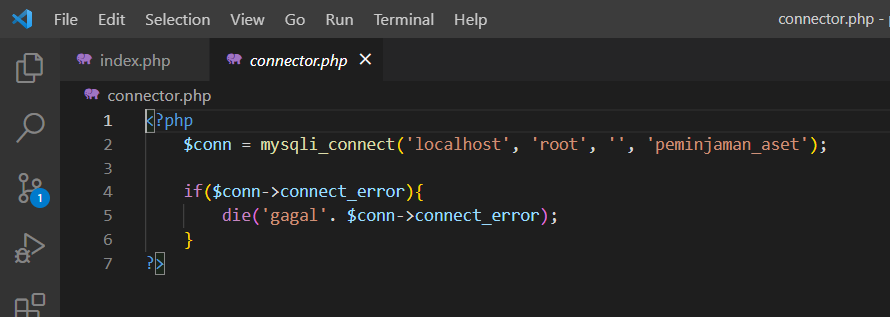 File Edit Selection View Go Run Terminal Help connector.php -
index.php connector.php
connector.php
1 <?php
2 $conn = mysqli_connect('localhost', 'root', '', 'peminjaman_aset');
3
4 if($conn->connect_error){
5 die('gagal'. $conn->connect_error);
6 }
7 ?>
1